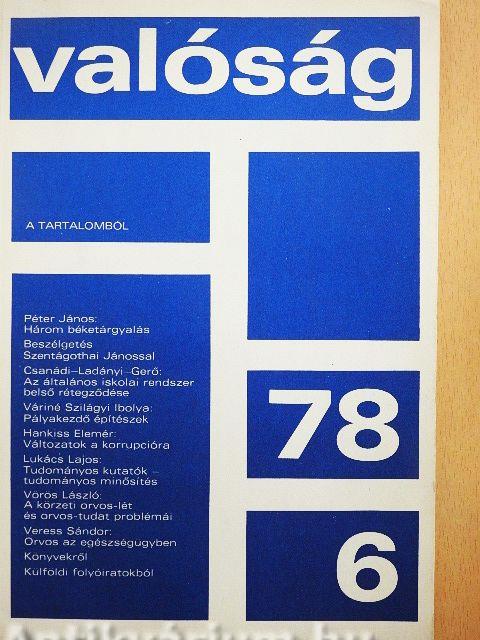 valóság
A TARTALOMBÓL
Péter János:
Három béketárgyalás
Beszélgetés
Szentágothai Jánossal
Csanádi–Ladányi–Gerő:
Az általános iskolai rendszer
belső rétegződése
Váriné Szilágyi Ibolya:
Pályakezdő építészek
Hankiss Elemér:
Változatok a korrupcióra
Lukács Lajos:
Tudományos kutatók –
tudományos minősítés
Vörös László:
A körzeti orvos-lét
és orvos-tudat problémái
Veress Sándor:
Orvos az egészségügyben
Könyvekről
Külföldi folyóiratokból
78
6